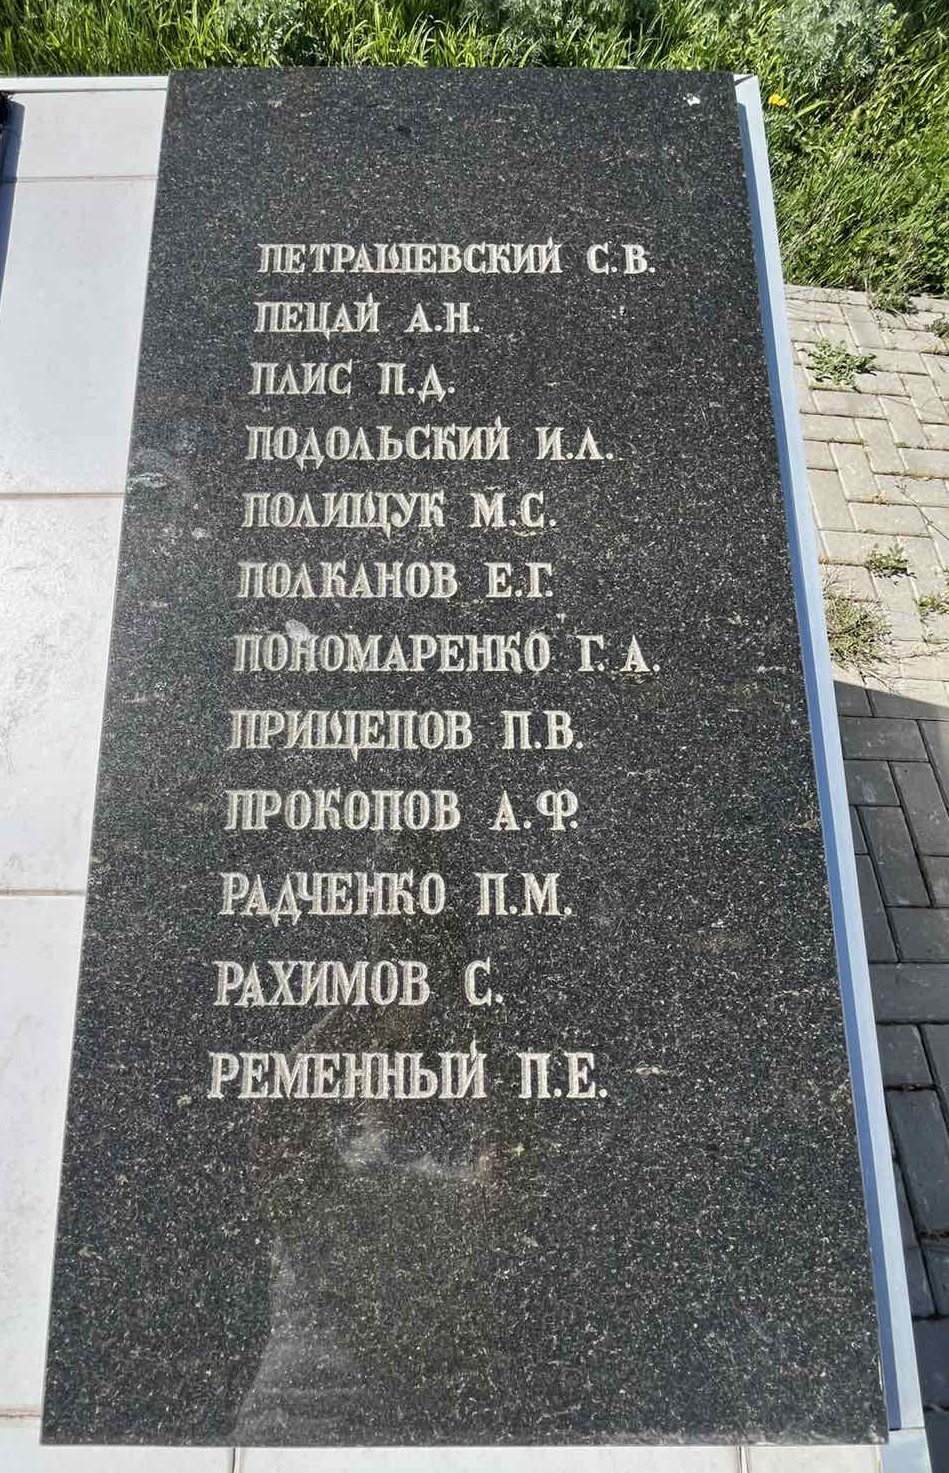 ПЕТРАШЕВСКИЙ С.В.
ПЕЦАЙ А.Н.
ПЛИС П.Д.
ПОДОЛЬСКИЙ И.Л.
ПОЛИЩУК М.С.
ПОЛКАНОВ Е.Г.
ПОНОМАРЕНКО Г.А.
ПРИЩЕПОВ П.В.
ПРОКОПОВ А.Ф.
РАДЧЕНКО П.М.
РАХИМОВ С.
РЕМЕННЫЙ П.Е.